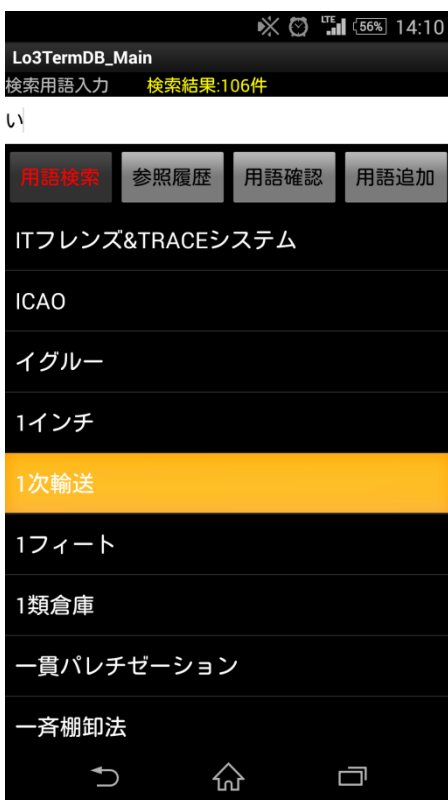 LTE 56% 14:10
Lo3TermDB_Main
検索用語入力 検索結果:106件
い
用語検索 参照履歴 用語確認 用語追加
ITフレンズ&TRACEシステム
ICAO
イグルー
1インチ
1次輸送
1フィート
1類倉庫
一貫パレチゼーション
一斉棚卸法